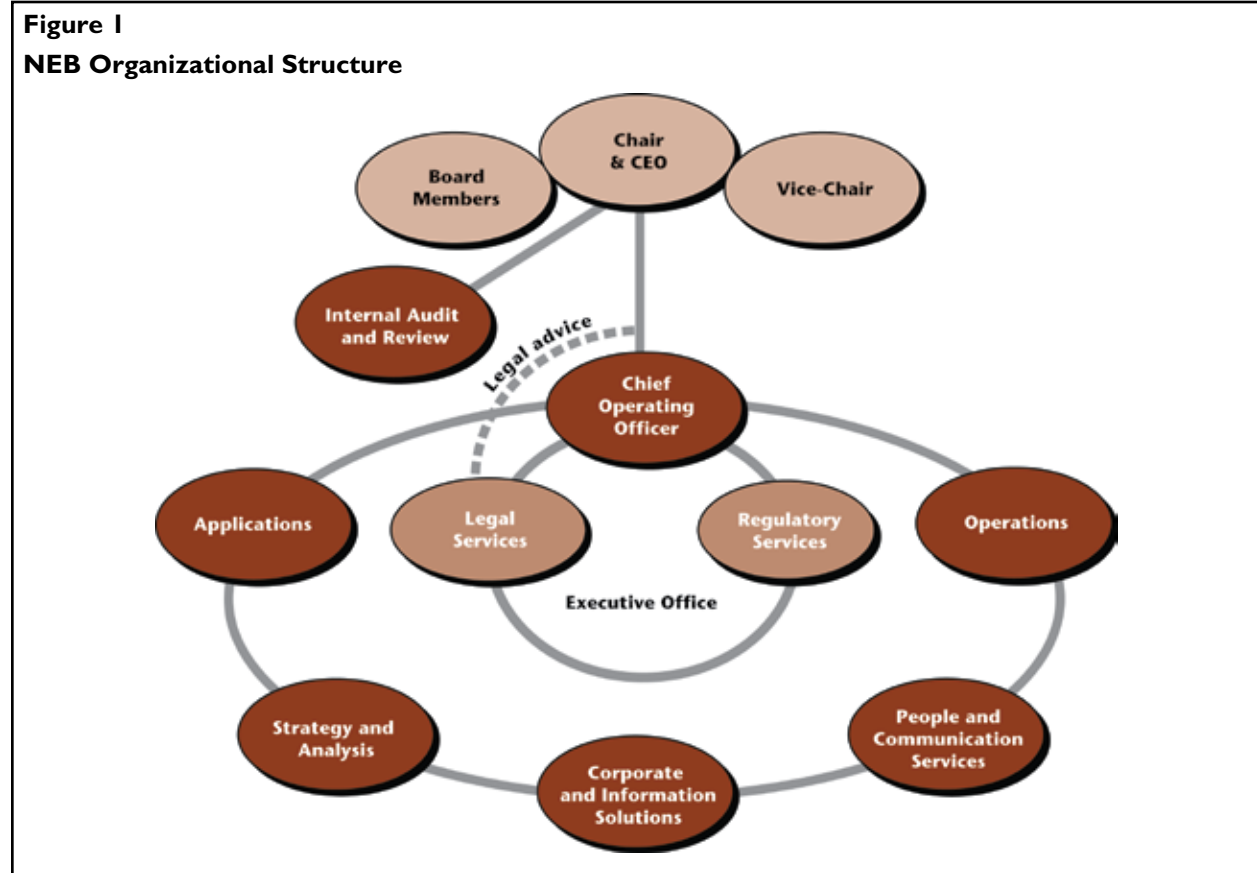 Figure 1
NEB Organizational Structure
Chair
& CEO
Board
Members
Vice-Chair
Internal Audit
and Review
Legal advice
Chief
Operating
Officer
Applications
Legal
Services
Regulatory
Services
Operations
Executive Office
Strategy and
Analysis
People and
Communication
Services
Corporate
and Information
Solutions